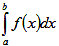 ∫_a^b f(x)dx